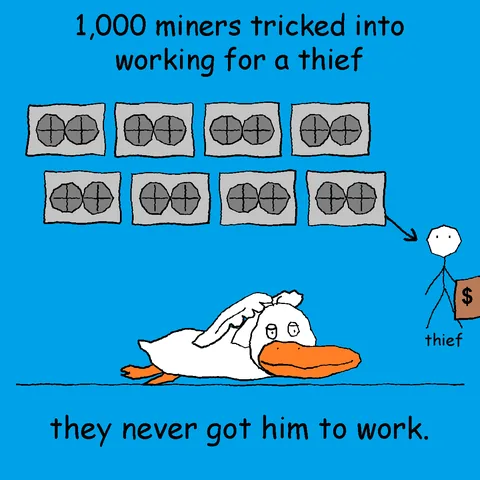 1,000 miners tricked into
working for a thief
$
thief
they never got him to work.